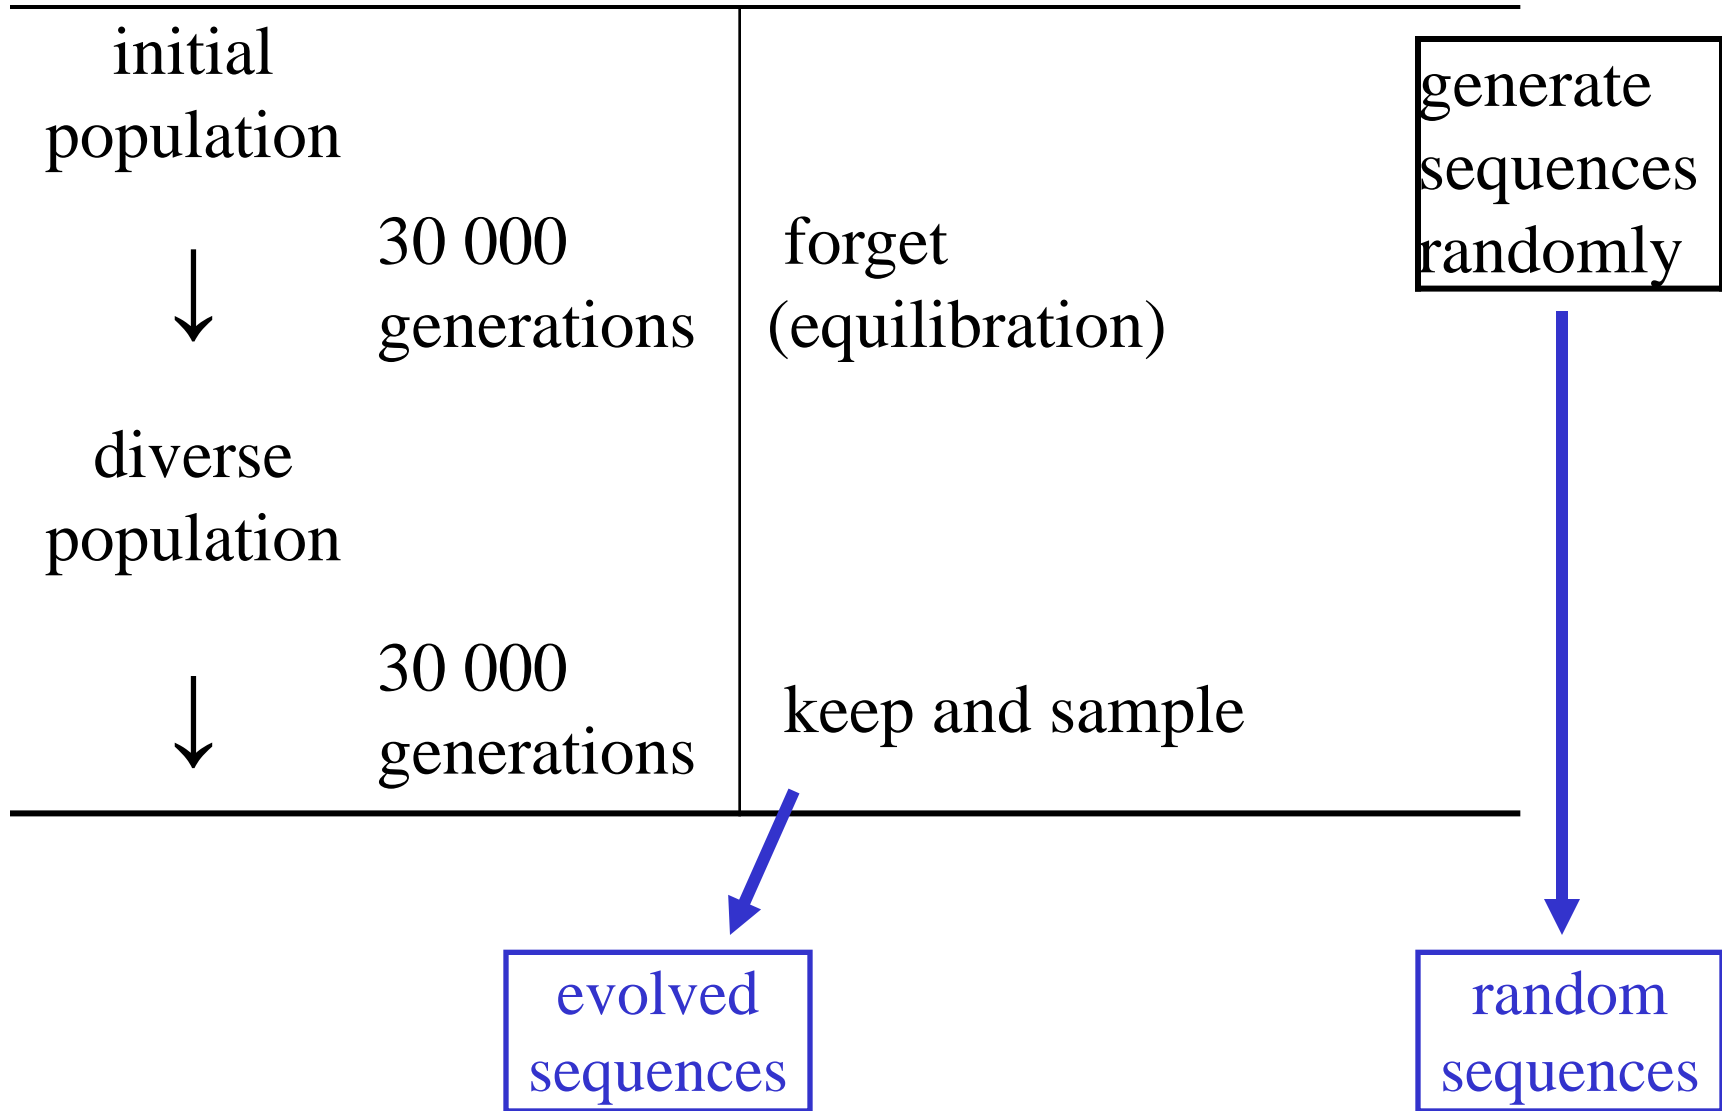 initial
population
30 000
generations
forget
(equilibration)
diverse
population
30 000
generations
keep and sample
generate
sequences
randomly
evolved
sequences
random
sequences